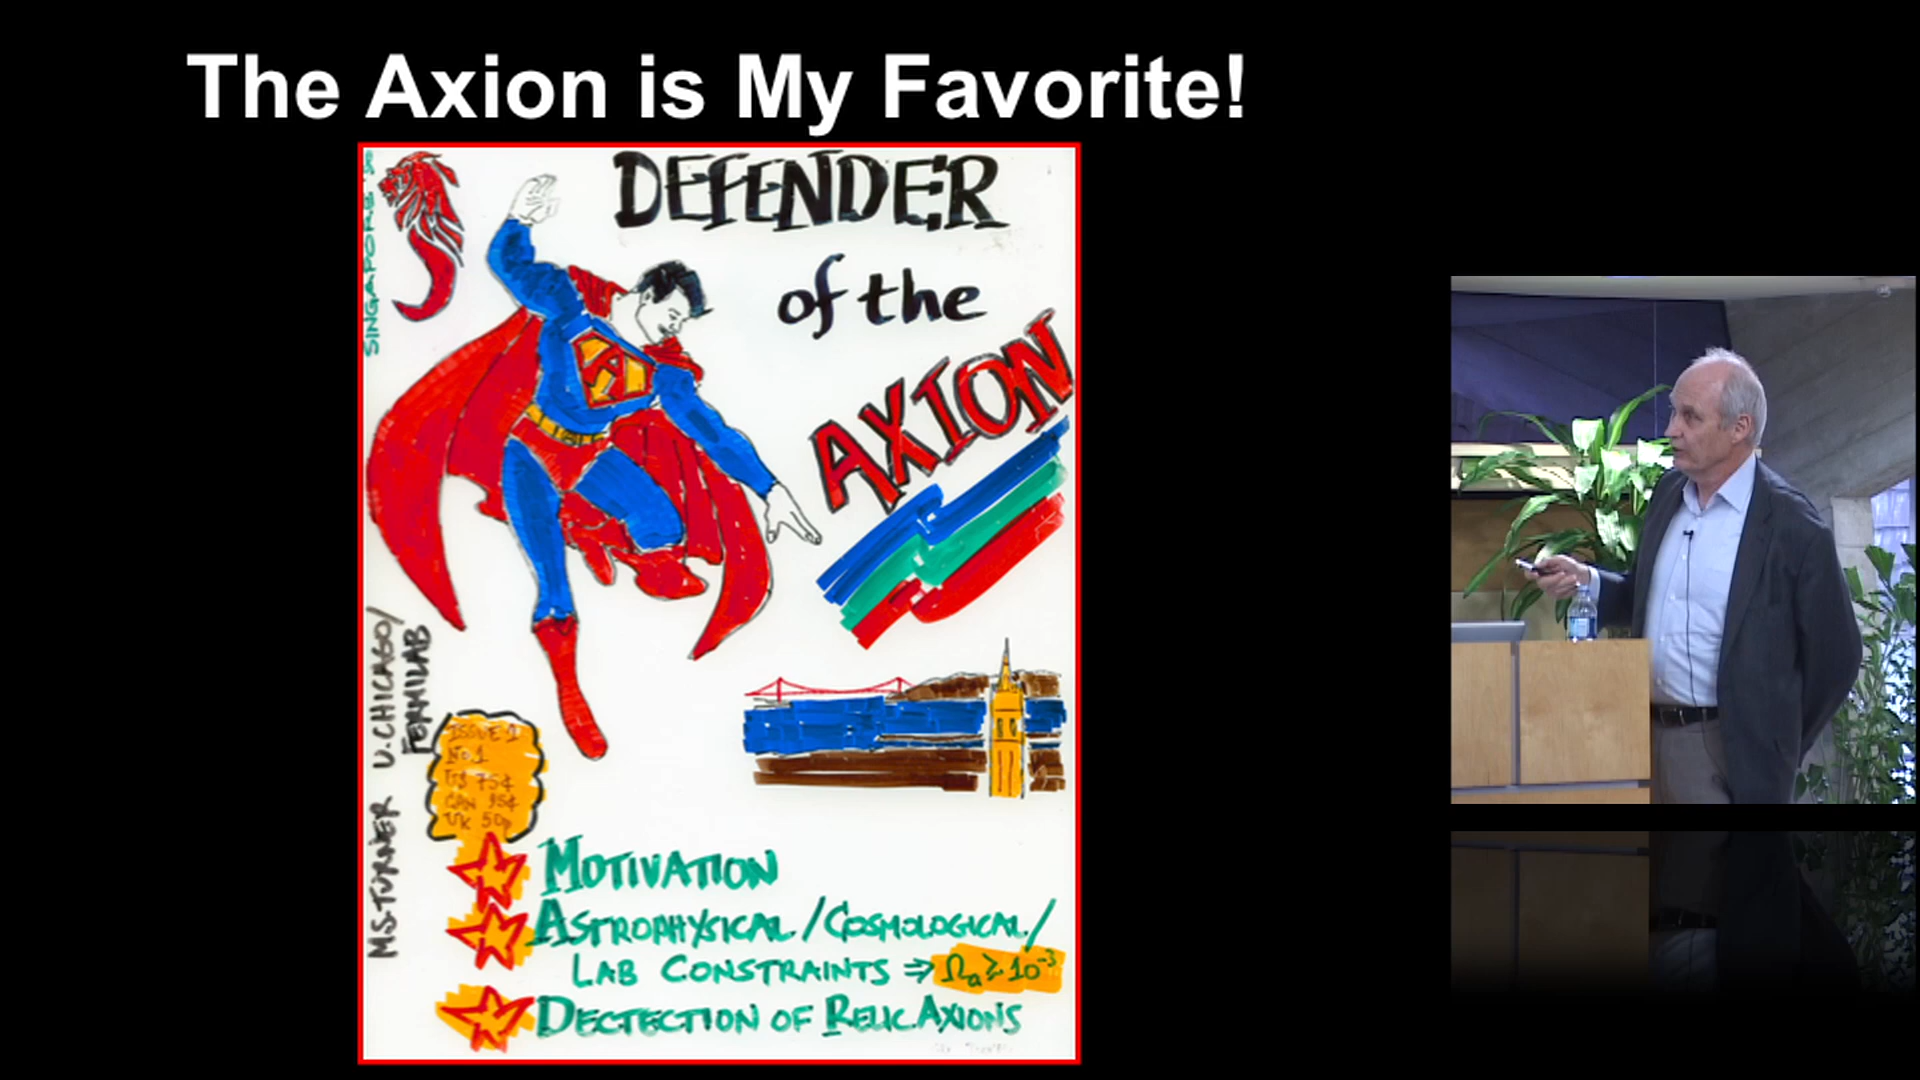 The Axion is My Favorite!
SINGAPORE '90
DEFENDER
of the
AXION
A
U.CHICAGO/
FERMILAB
M.S.TURNER
ISSUE 1
No.1
US 75¢
CAN 95¢
UK 50p
MOTIVATION
ASTROPHYSICAL/COSMOLOGICAL/
LAB CONSTRAINTS ⇒ Ωa ≳ 10⁻³
DECTECTION OF RELIC AXIONS